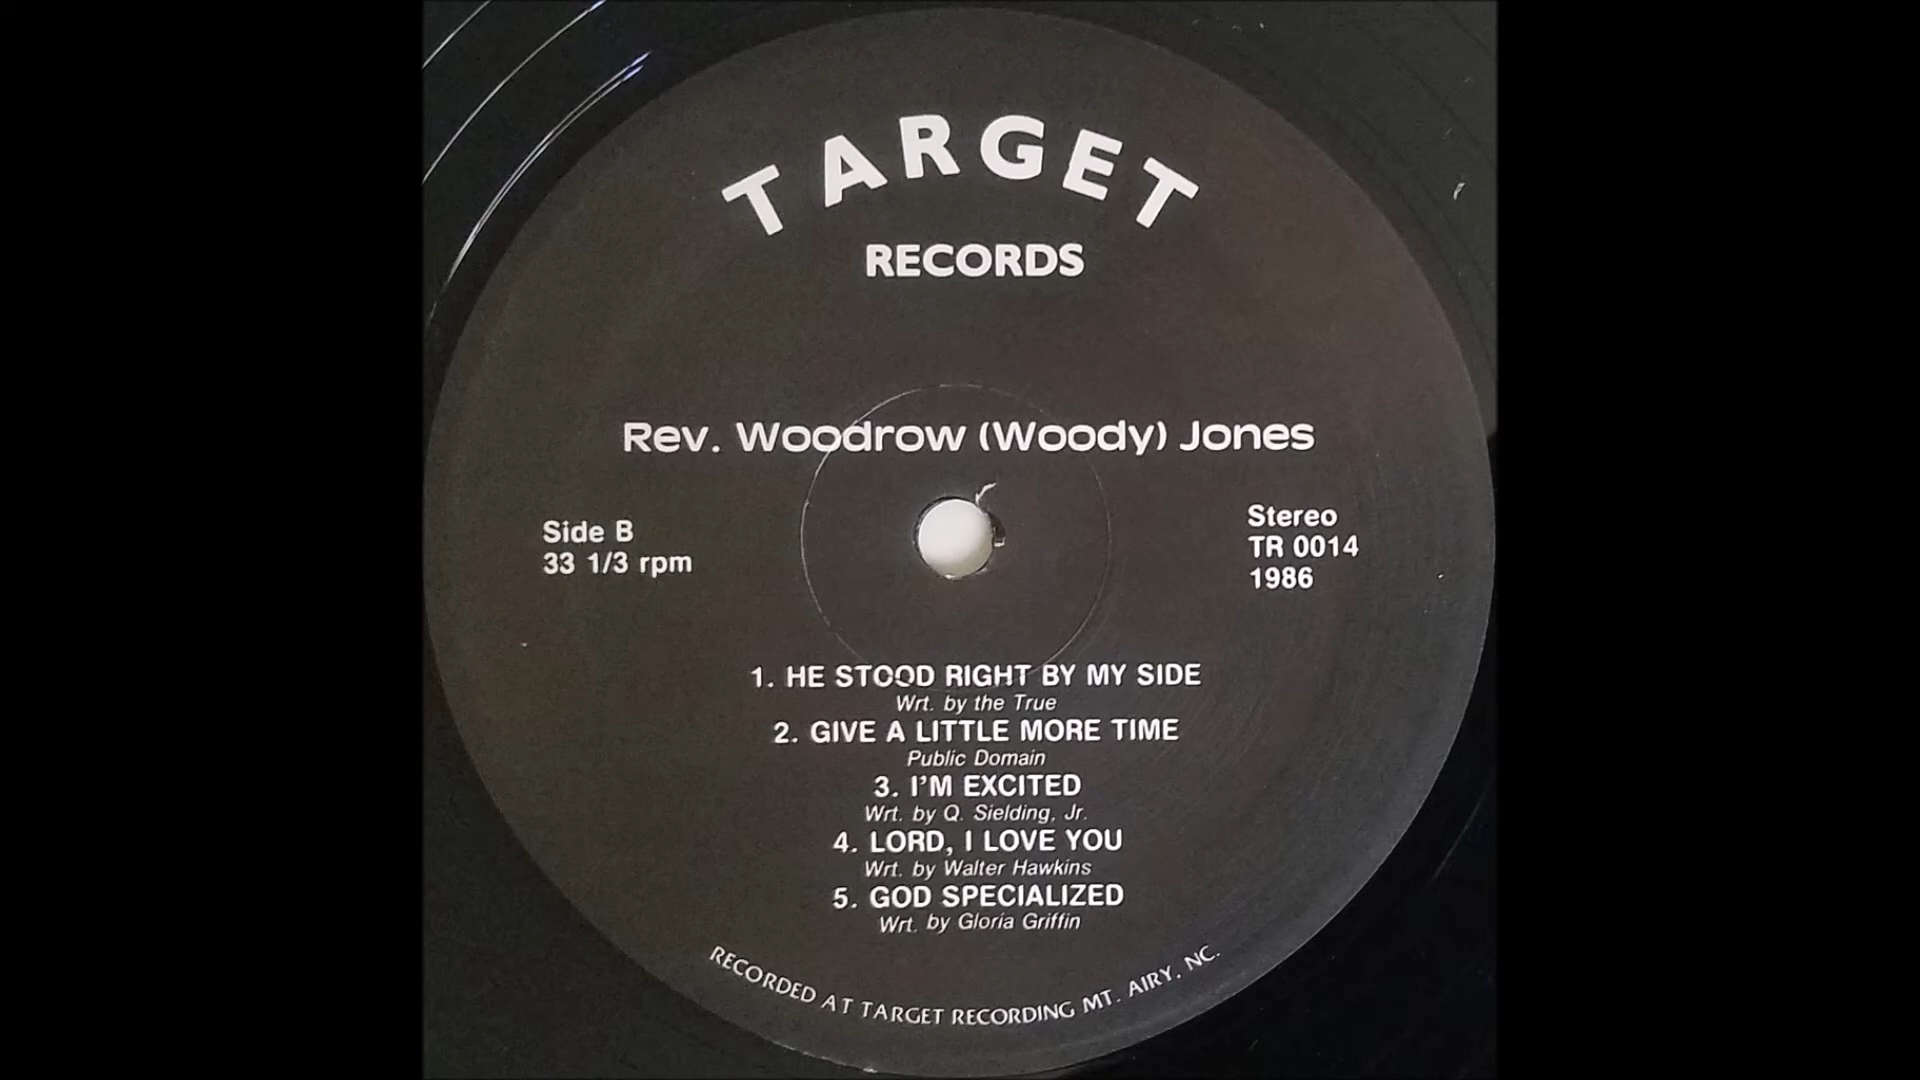 TARGET
RECORDS
Rev. Woodrow (Woody) Jones
Side B
33 1/3 rpm
Stereo
TR 0014
1986
1. HE STOOD RIGHT BY MY SIDE
Wrt. by the True
2. GIVE A LITTLE MORE TIME
Public Domain
3. I'M EXCITED
Wrt. by Q. Sielding, Jr.
4. LORD, I LOVE YOU
Wrt. by Walter Hawkins
5. GOD SPECIALIZED
Wrt. by Gloria Griffin
RECORDED AT TARGET RECORDING MT. AIRY, NC.